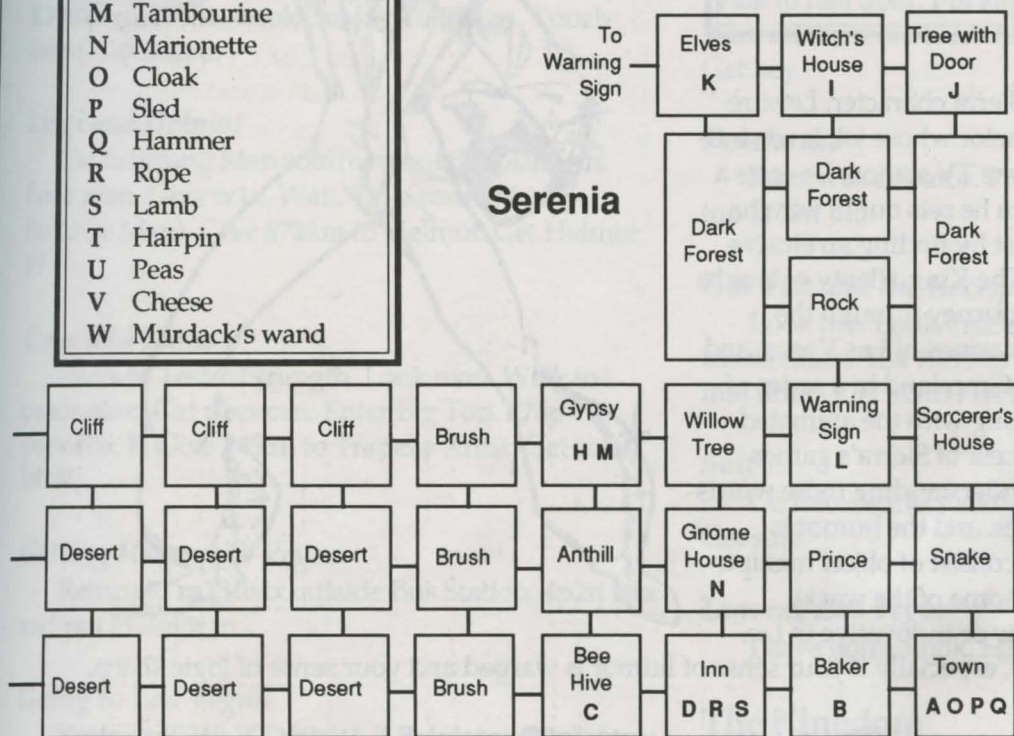 M Tambourine
N Marionette
O Cloak
P Sled
Q Hammer
R Rope
S Lamb
T Hairpin
U Peas
V Cheese
W Murdack's wand
To
Warning
Sign
Elves
K
Witch's
House
I
Tree with
Door
J
Serenia
Dark
Forest
Dark
Forest
Dark
Forest
Rock
Cliff
Cliff
Cliff
Brush
Gypsy
H M
Willow
Tree
Warning
Sign
L
Sorcerer's
House
Desert
Desert
Desert
Brush
Anthill
Gnome
House
N
Prince
Snake
Desert
Desert
Desert
Brush
Bee
Hive
C
Inn
D R S
Baker
B
Town
A O P Q